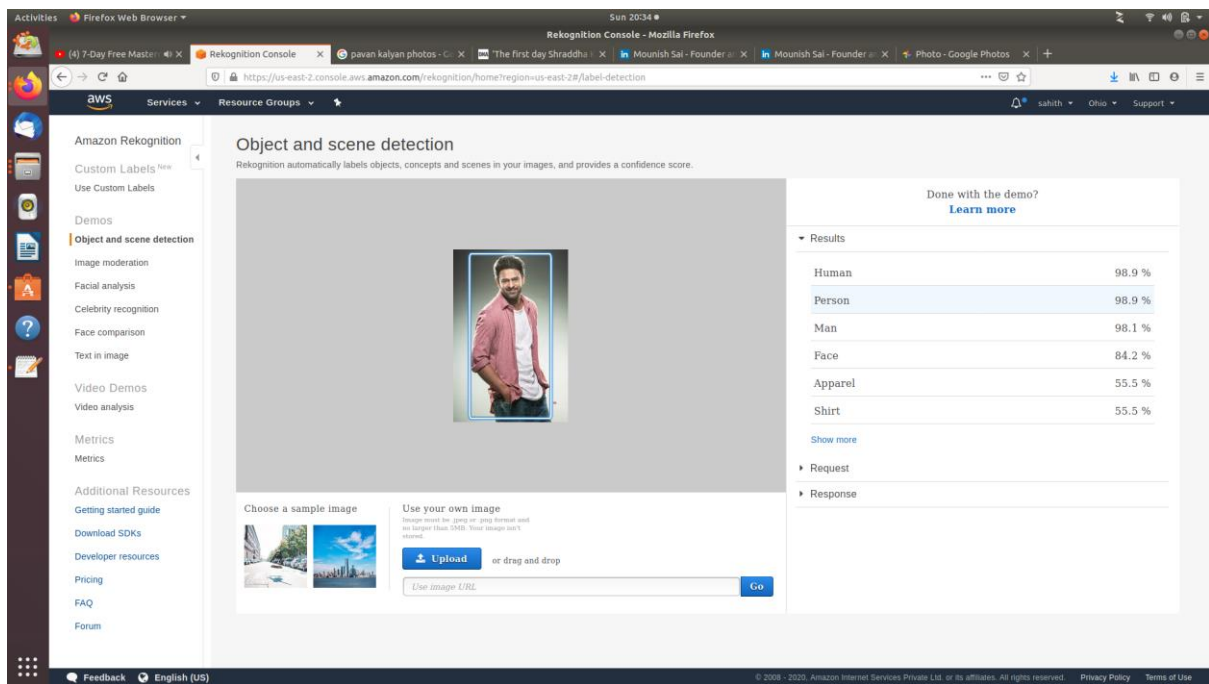 Activities Firefox Web Browser Sun 20:34
Rekognition Console - Mozilla Firefox
(4) 7-Day Free Master Rekognition Console pavan kalyan photos - G 'The first day Shraddha Mounish Sai - Founder a Mounish Sai - Founder a Photo - Google Photos
https://us-east-2.console.aws.amazon.com/rekognition/home?region=us-east-2#/label-detection
aws Services Resource Groups sahith Ohio Support
Amazon Rekognition
Custom Labels New
Use Custom Labels
Demos
Object and scene detection
Image moderation
Facial analysis
Celebrity recognition
Face comparison
Text in image
Video Demos
Video analysis
Metrics
Metrics
Additional Resources
Getting started guide
Download SDKs
Developer resources
Pricing
FAQ
Forum
Object and scene detection
Rekognition automatically labels objects, concepts and scenes in your images, and provides a confidence score.
Choose a sample image
Use your own image
Image must be .jpeg or .png format and
no larger than 5MB. Your image isn't
stored.
Upload or drag and drop
Use image URL Go
Done with the demo?
Learn more
Results
Human 98.9 %
Person 98.9 %
Man 98.1 %
Face 84.2 %
Apparel 55.5 %
Shirt 55.5 %
Show more
Request
Response
Feedback English (US) © 2008 - 2020, Amazon Internet Services Private Ltd. or its affiliates. All rights reserved. Privacy Policy Terms of Use